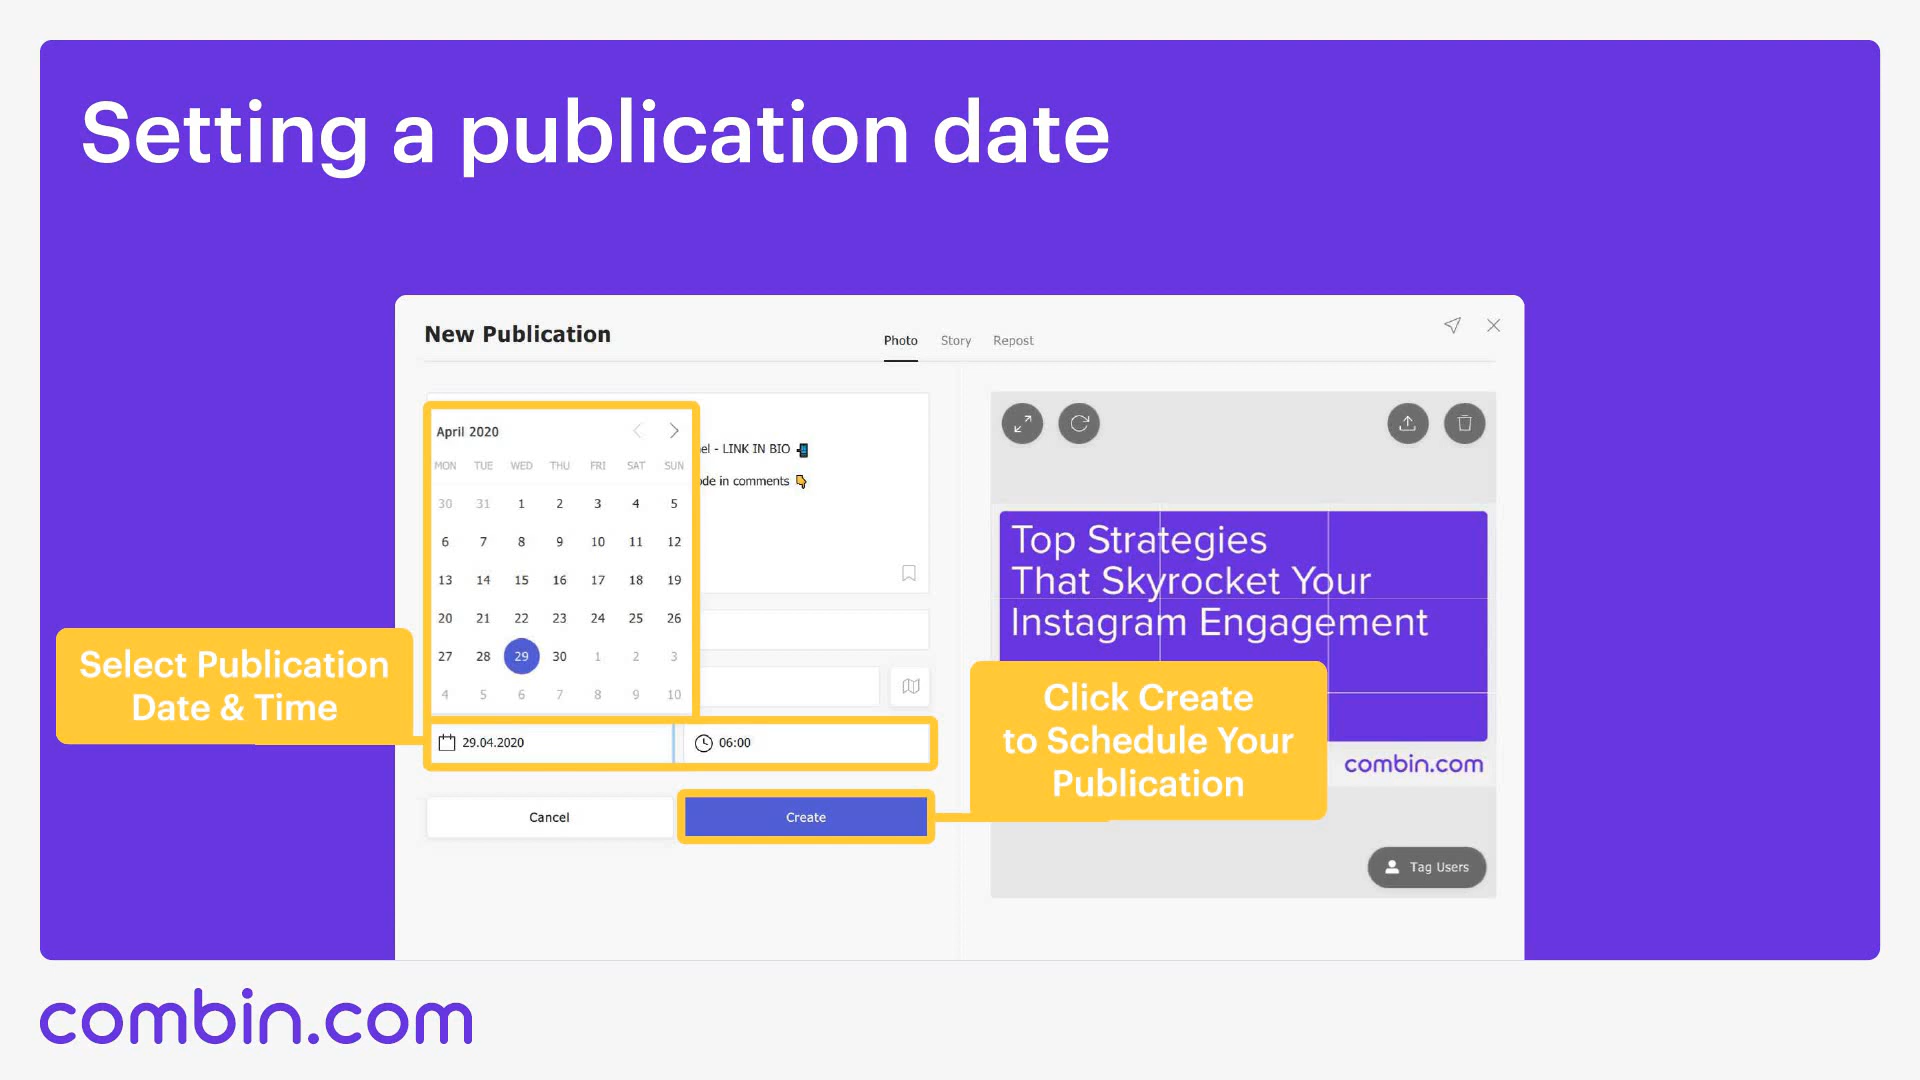 Setting a publication date
New Publication
Photo Story Repost
April 2020
MON TUE WED THU FRI SAT SUN
30 31 1 2 3 4 5
6 7 8 9 10 11 12
13 14 15 16 17 18 19
20 21 22 23 24 25 26
27 28 29 30 1 2 3
4 5 6 7 8 9 10
el - LINK IN BIO
ode in comments
29.04.2020
06:00
Cancel
Create
Select Publication
Date & Time
Top Strategies
That Skyrocket Your
Instagram Engagement
combin.com
Click Create
to Schedule Your
Publication
Tag Users
combin.com